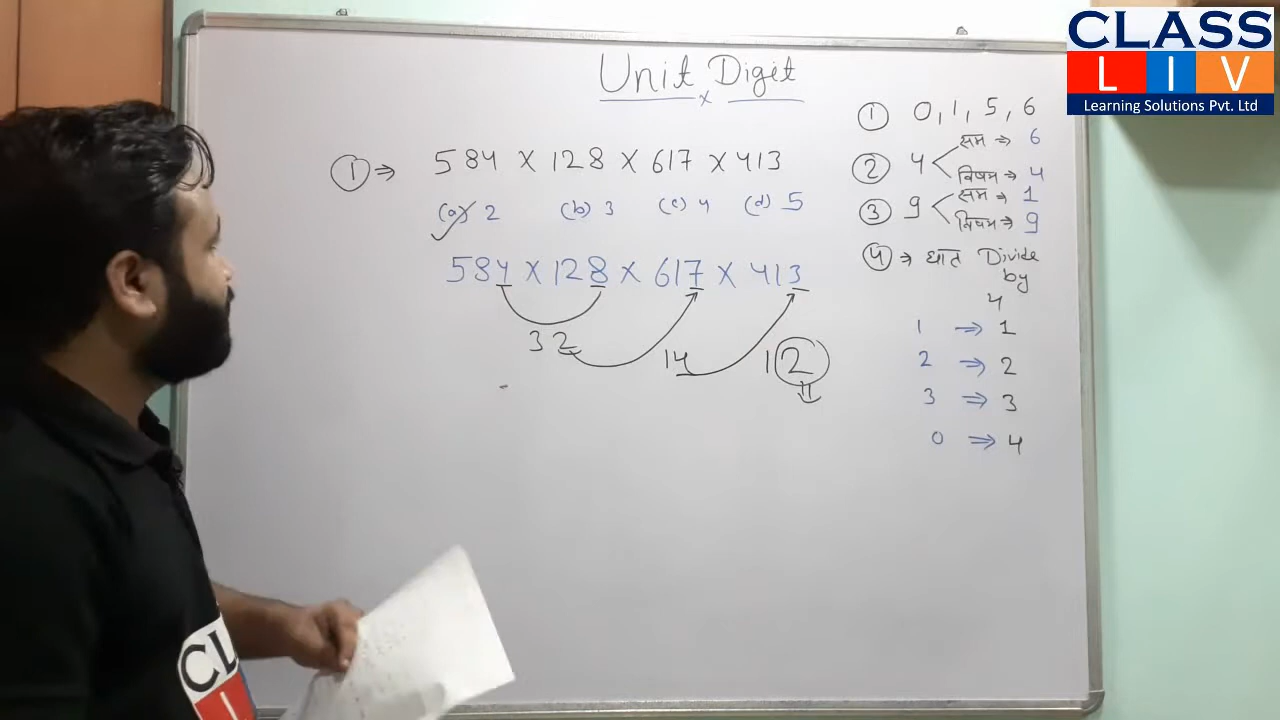 CLASS
L I V
Learning Solutions Pvt. Ltd
Unit Digit
x
① ⇒ 584 × 128 × 617 × 413
(a) 2 (b) 3 (c) 4 (d) 5
584 × 128 × 617 × 413
32 14 12
① 0, 1, 5, 6
② 4 सम ⇒ 6
विषम ⇒ 4
③ 9 सम ⇒ 1
विषम ⇒ 9
④ ⇒ घात Divide
by
4
1 ⇒ 1
2 ⇒ 2
3 ⇒ 3
0 ⇒ 4
CL